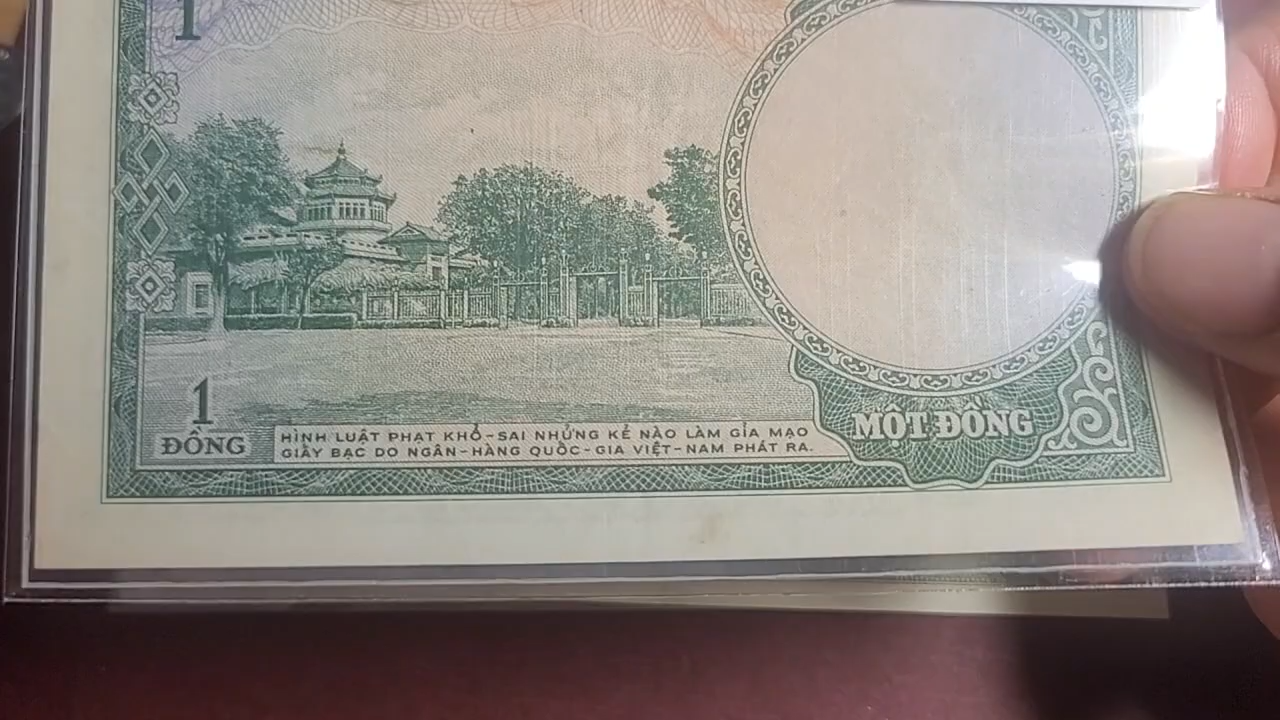 1
1
ĐỒNG
HÌNH LUẬT PHẠT KHỔ-SAI NHỮNG KẺ NÀO LÀM GỈA MẠO
GIẤY BẠC DO NGÂN-HÀNG QUỐC-GIA VIỆT-NAM PHÁT RA.
MỘT ĐỒNG